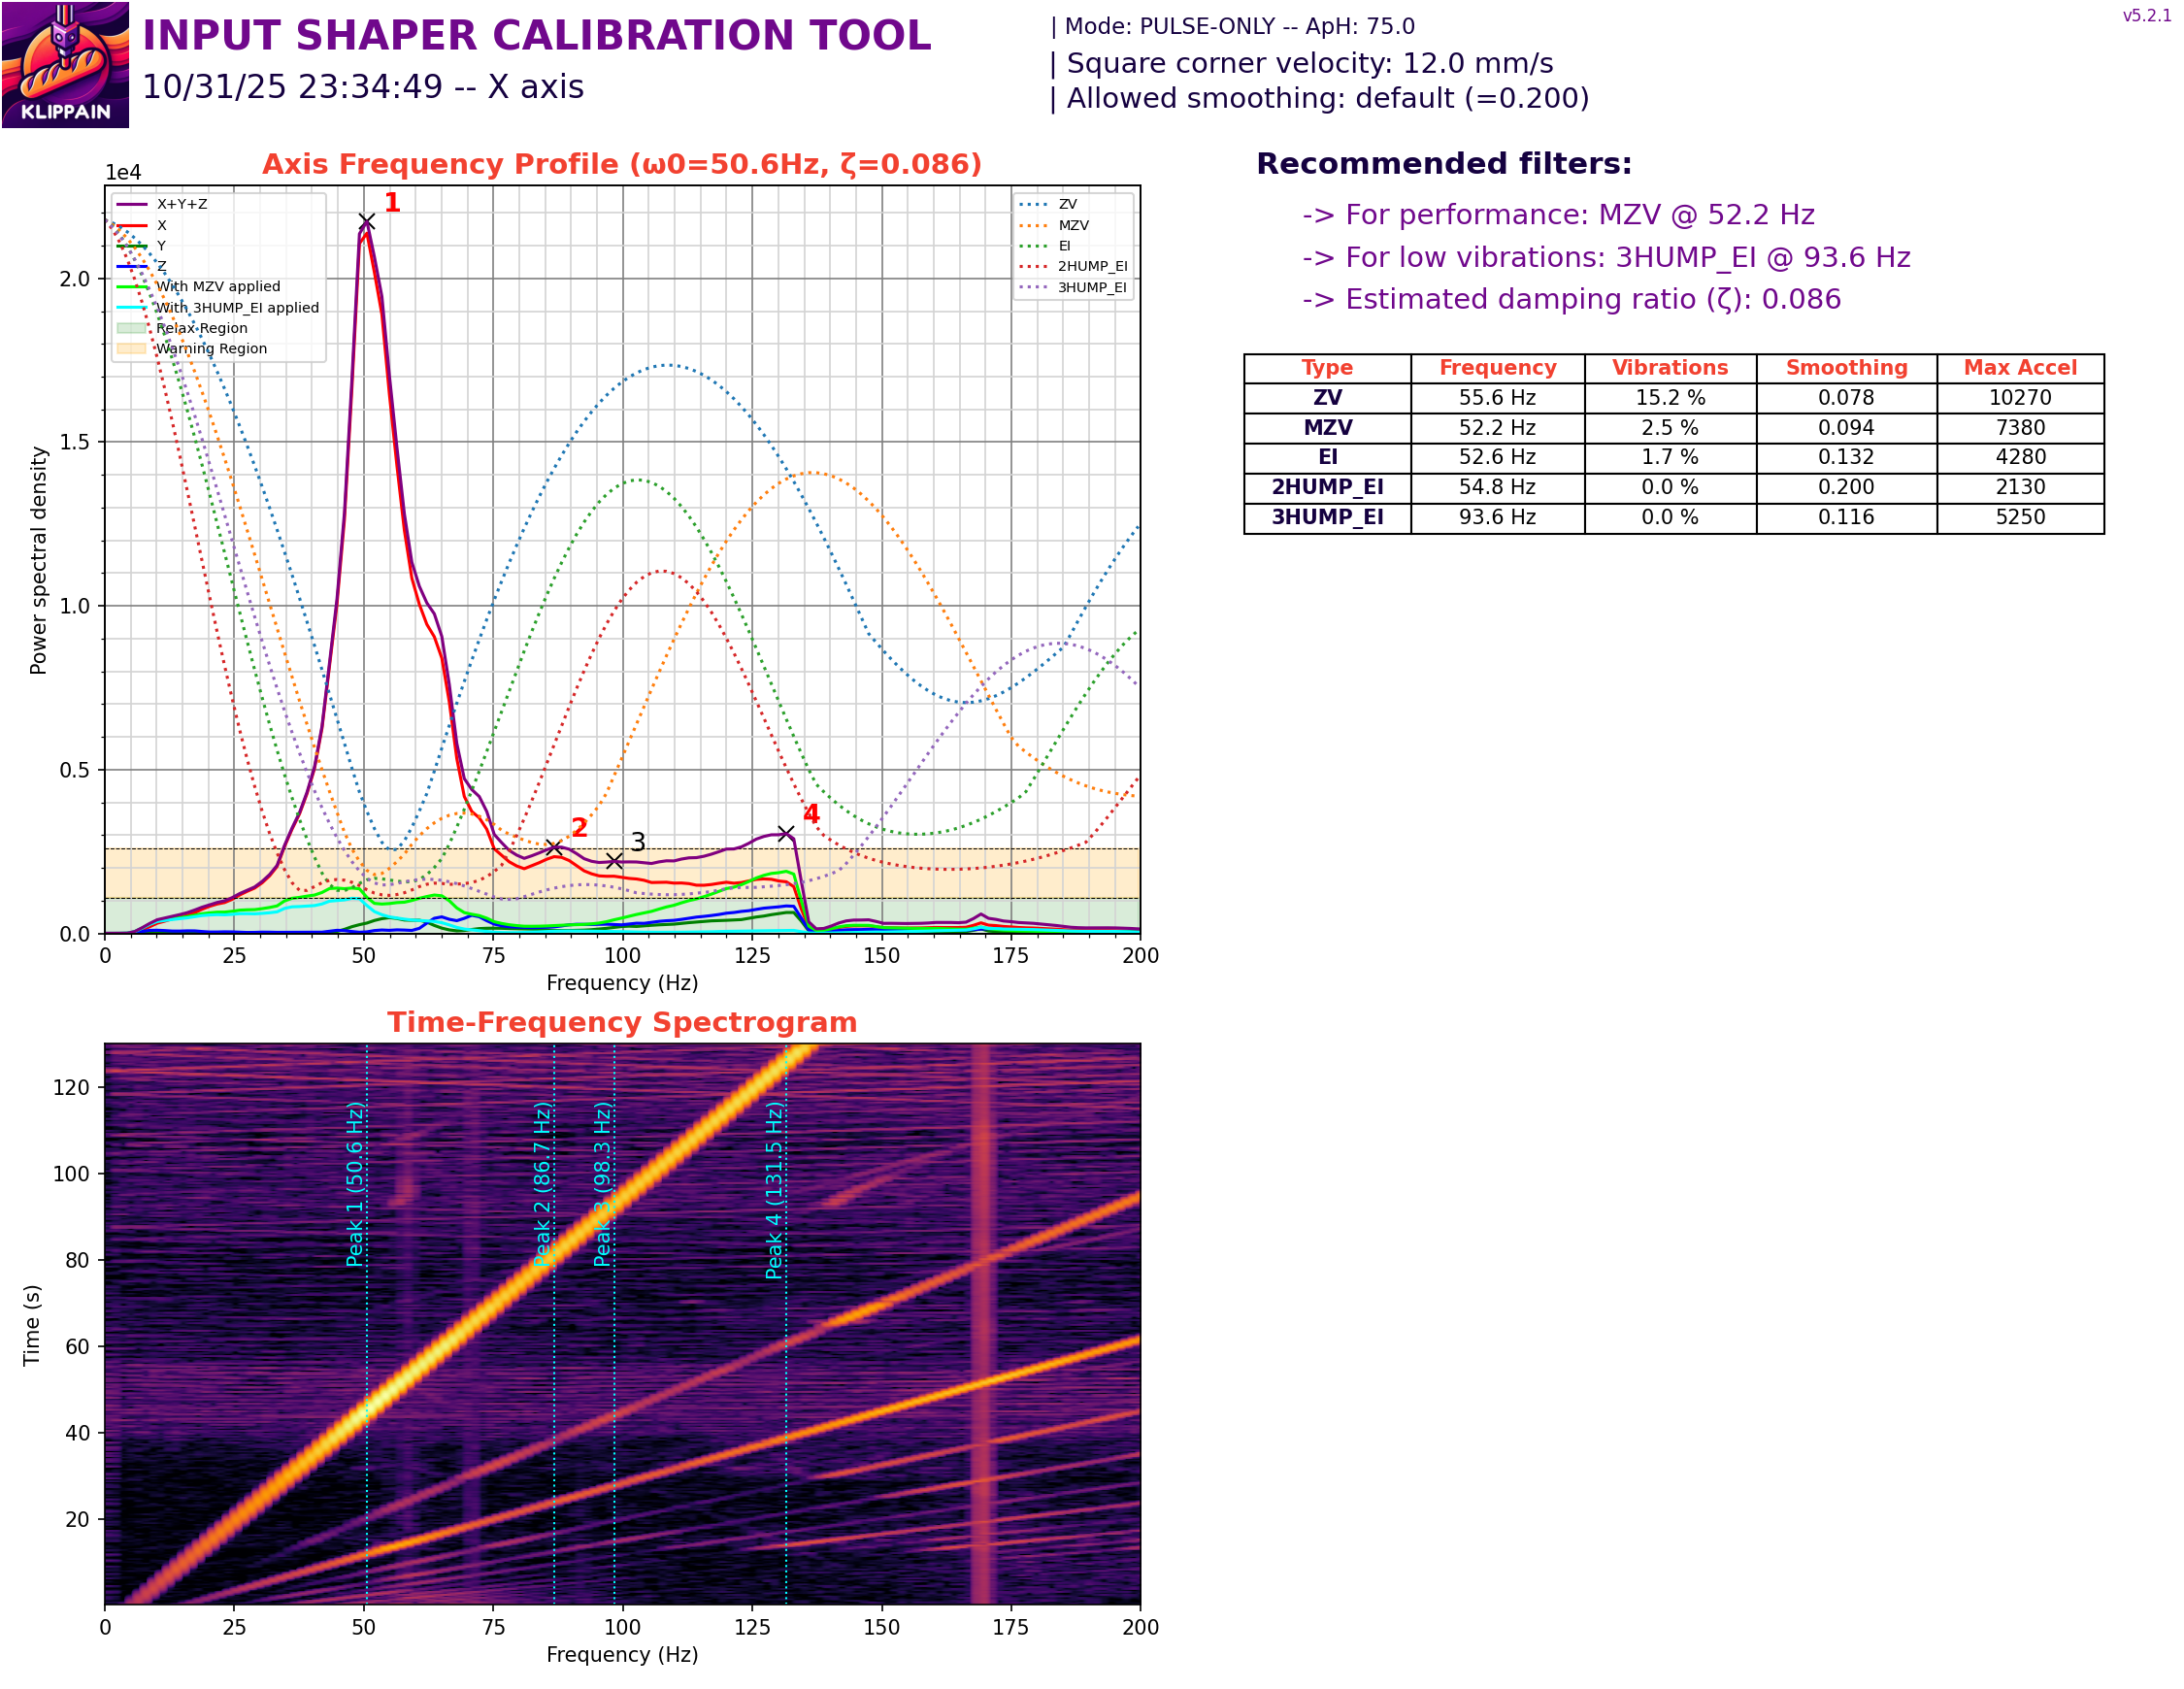 KLIPPAIN
INPUT SHAPER CALIBRATION TOOL
10/31/25 23:34:49 -- X axis
| Mode: PULSE-ONLY -- ApH: 75.0
| Square corner velocity: 12.0 mm/s
| Allowed smoothing: default (=0.200)
v5.2.1
Axis Frequency Profile (ω0=50.6Hz, ζ=0.086)
1e4
X+Y+Z
X
Y
Z
With MZV applied
With 3HUMP_EI applied
Relax Region
Warning Region
ZV
MZV
EI
2HUMP_EI
3HUMP_EI
1
2
3
4
2.0
1.5
1.0
0.5
0.0
Power spectral density
0 25 50 75 100 125 150 175 200
Frequency (Hz)
Recommended filters:
-> For performance: MZV @ 52.2 Hz
-> For low vibrations: 3HUMP_EI @ 93.6 Hz
-> Estimated damping ratio (ζ): 0.086
Type Frequency Vibrations Smoothing Max Accel
ZV 55.6 Hz 15.2 % 0.078 10270
MZV 52.2 Hz 2.5 % 0.094 7380
EI 52.6 Hz 1.7 % 0.132 4280
2HUMP_EI 54.8 Hz 0.0 % 0.200 2130
3HUMP_EI 93.6 Hz 0.0 % 0.116 5250
Time-Frequency Spectrogram
120
100
80
60
40
20
Time (s)
Peak 1 (50.6 Hz)
Peak 2 (86.7 Hz)
Peak 3 (98.3 Hz)
Peak 4 (131.5 Hz)
0 25 50 75 100 125 150 175 200
Frequency (Hz)